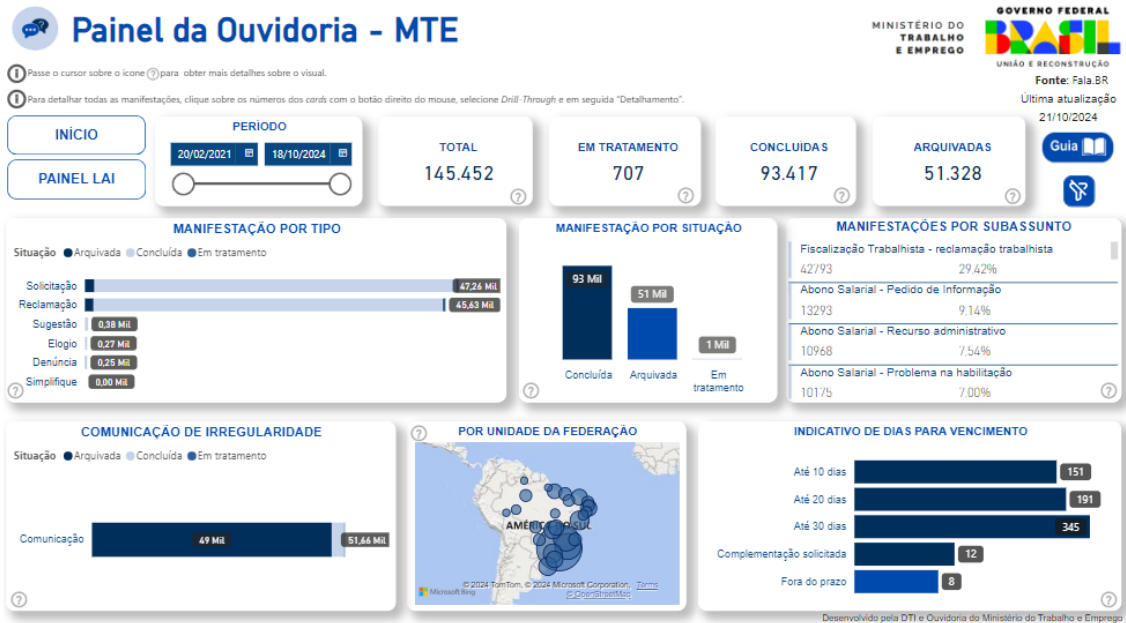 Painel da Ouvidoria - MTE
MINISTÉRIO DO
TRABALHO
E EMPREGO
GOVERNO FEDERAL
BRASIL
UNIÃO E RECONSTRUÇÃO
Passe o cursor sobre o ícone ? para obter mais detalhes sobre o visual.
Para detalhar todas as manifestações, clique sobre os números dos cards com o botão direito do mouse, selecione Drill-Through e em seguida "Detalhamento".
Fonte: Fala.BR
Última atualização
21/10/2024
Guia
INÍCIO
PAINEL LAI
PERÍODO
20/02/2021
18/10/2024
TOTAL
145.452
EM TRATAMENTO
707
CONCLUÍDAS
93.417
ARQUIVADAS
51.328
MANIFESTAÇÃO POR TIPO
Situação Arquivada Concluída Em tratamento
Solicitação 47,26 Mil
Reclamação 45,63 Mil
Sugestão 0,38 Mil
Elogio 0,27 Mil
Denúncia 0,25 Mil
Simplifique 0,00 Mil
MANIFESTAÇÃO POR SITUAÇÃO
93 Mil
51 Mil
1 Mil
Concluída
Arquivada
Em
tratamento
MANIFESTAÇÕES POR SUBASSUNTO
Fiscalização Trabalhista - reclamação trabalhista
42793 29,42%
Abono Salarial - Pedido de Informação
13293 9,14%
Abono Salarial - Recurso administrativo
10968 7,54%
Abono Salarial - Problema na habilitação
10175 7,00%
COMUNICAÇÃO DE IRREGULARIDADE
Situação Arquivada Concluída Em tratamento
Comunicação 49 Mil 51,66 Mil
POR UNIDADE DA FEDERAÇÃO
AMÉRICA DO SUL
© 2024 TomTom, © 2024 Microsoft Corporation, Terms
Microsoft Bing © OpenStreetMap
INDICATIVO DE DIAS PARA VENCIMENTO
Até 10 dias 151
Até 20 dias 191
Até 30 dias 345
Complementação solicitada 12
Fora do prazo 8
Desenvolvido pela DTI e Ouvidoria do Ministério do Trabalho e Emprego